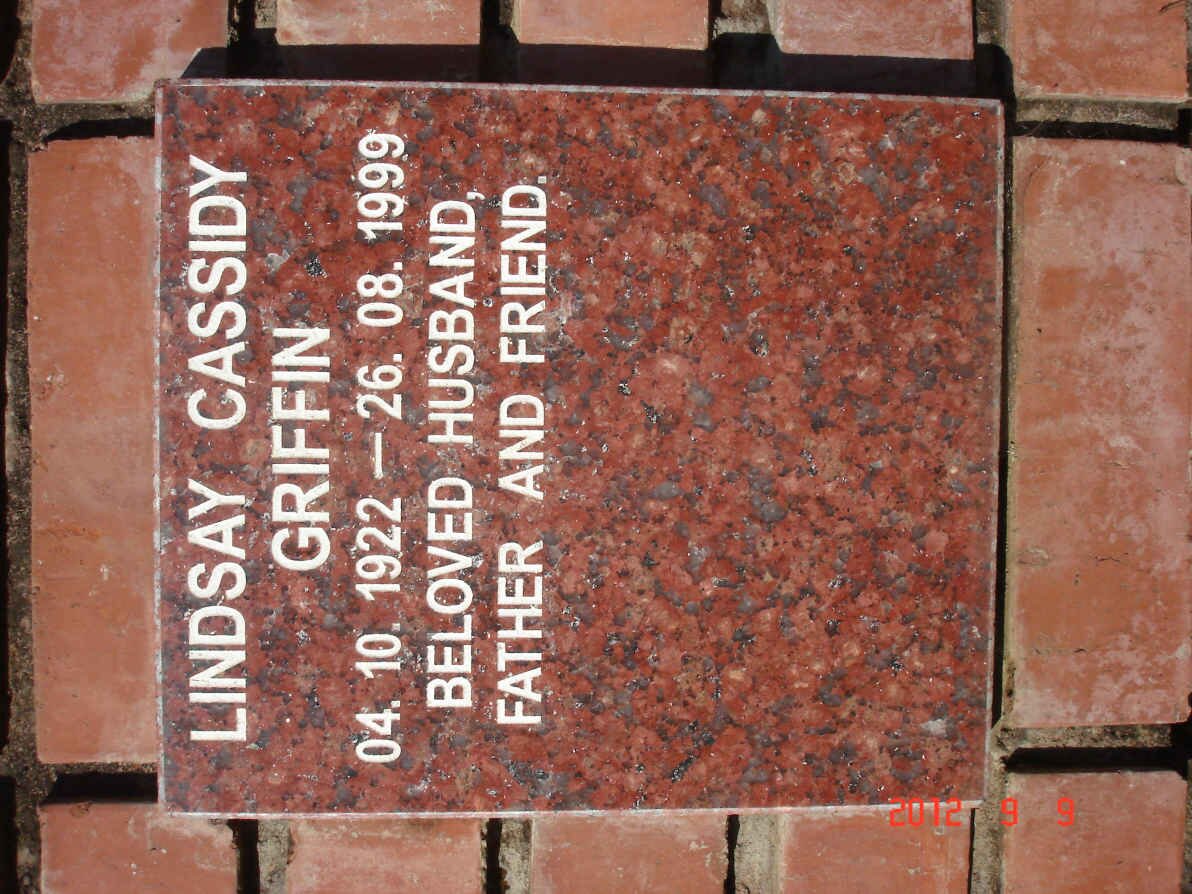 LINDSAY CASSIDY
GRIFFIN
04. 10. 1922 – 26. 08. 1999
BELOVED HUSBAND,
FATHER AND FRIEND.
2012 9 9